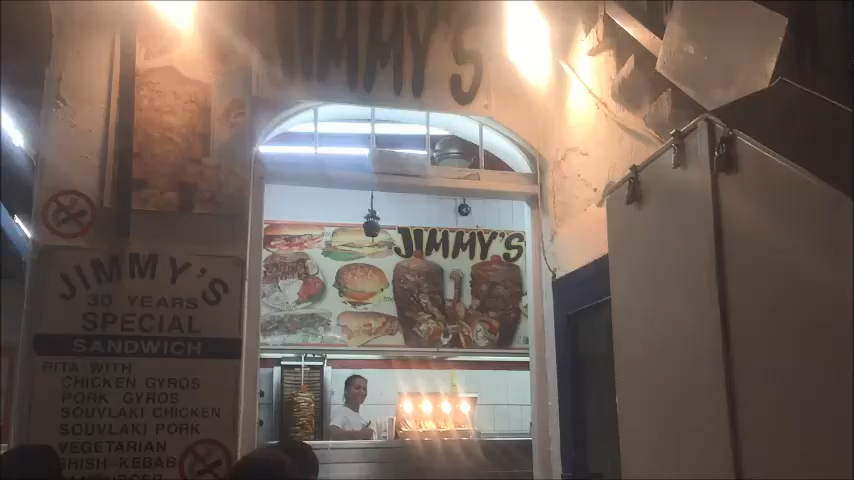 JIMMY'S
JIMMY'S
JIMMY'S
30 YEARS
SPECIAL
SANDWICH
PITA WITH
CHICKEN GYROS
PORK GYROS
SOUVLAKI CHICKEN
SOUVLAKI PORK
VEGETARIAN
SHISH KEBAB